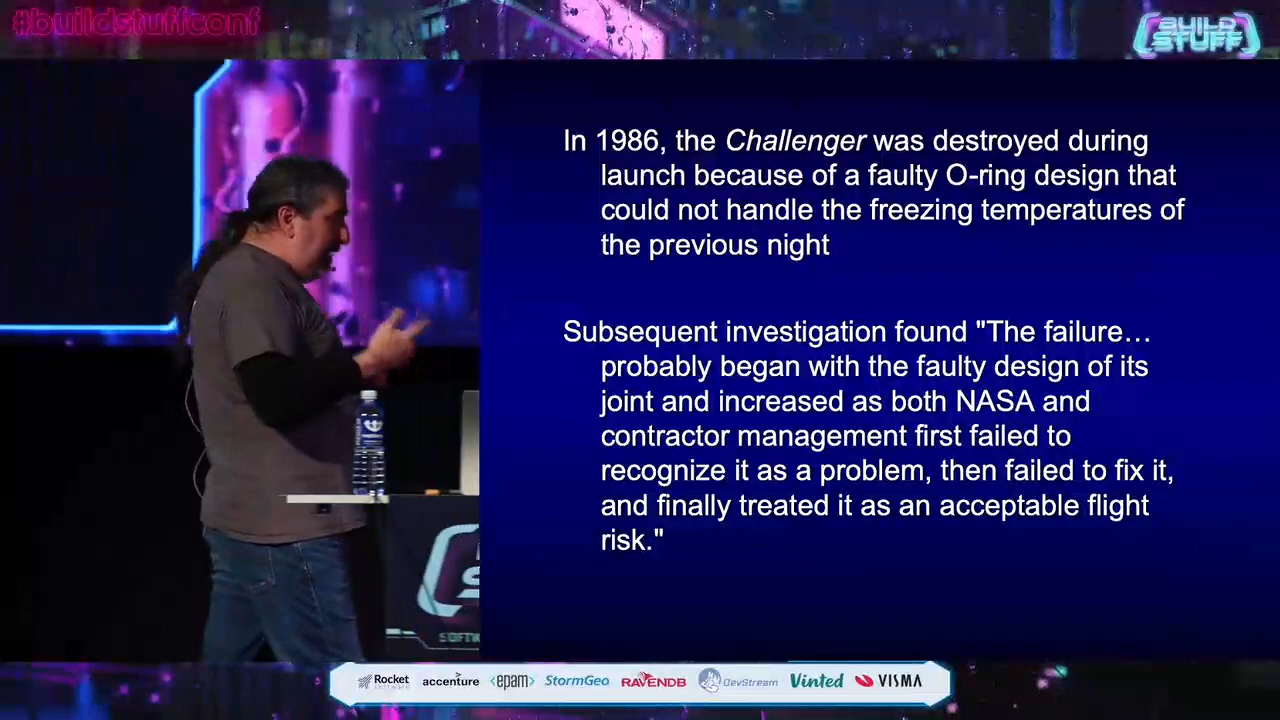 #buildstuffconf
BUILD
STUFF
In 1986, the Challenger was destroyed during
launch because of a faulty O-ring design that
could not handle the freezing temperatures of
the previous night
Subsequent investigation found "The failure…
probably began with the faulty design of its
joint and increased as both NASA and
contractor management first failed to
recognize it as a problem, then failed to fix it,
and finally treated it as an acceptable flight
risk."
Rocket accenture <epam> StormGeo RAVENDB DevStream Vinted VISMA